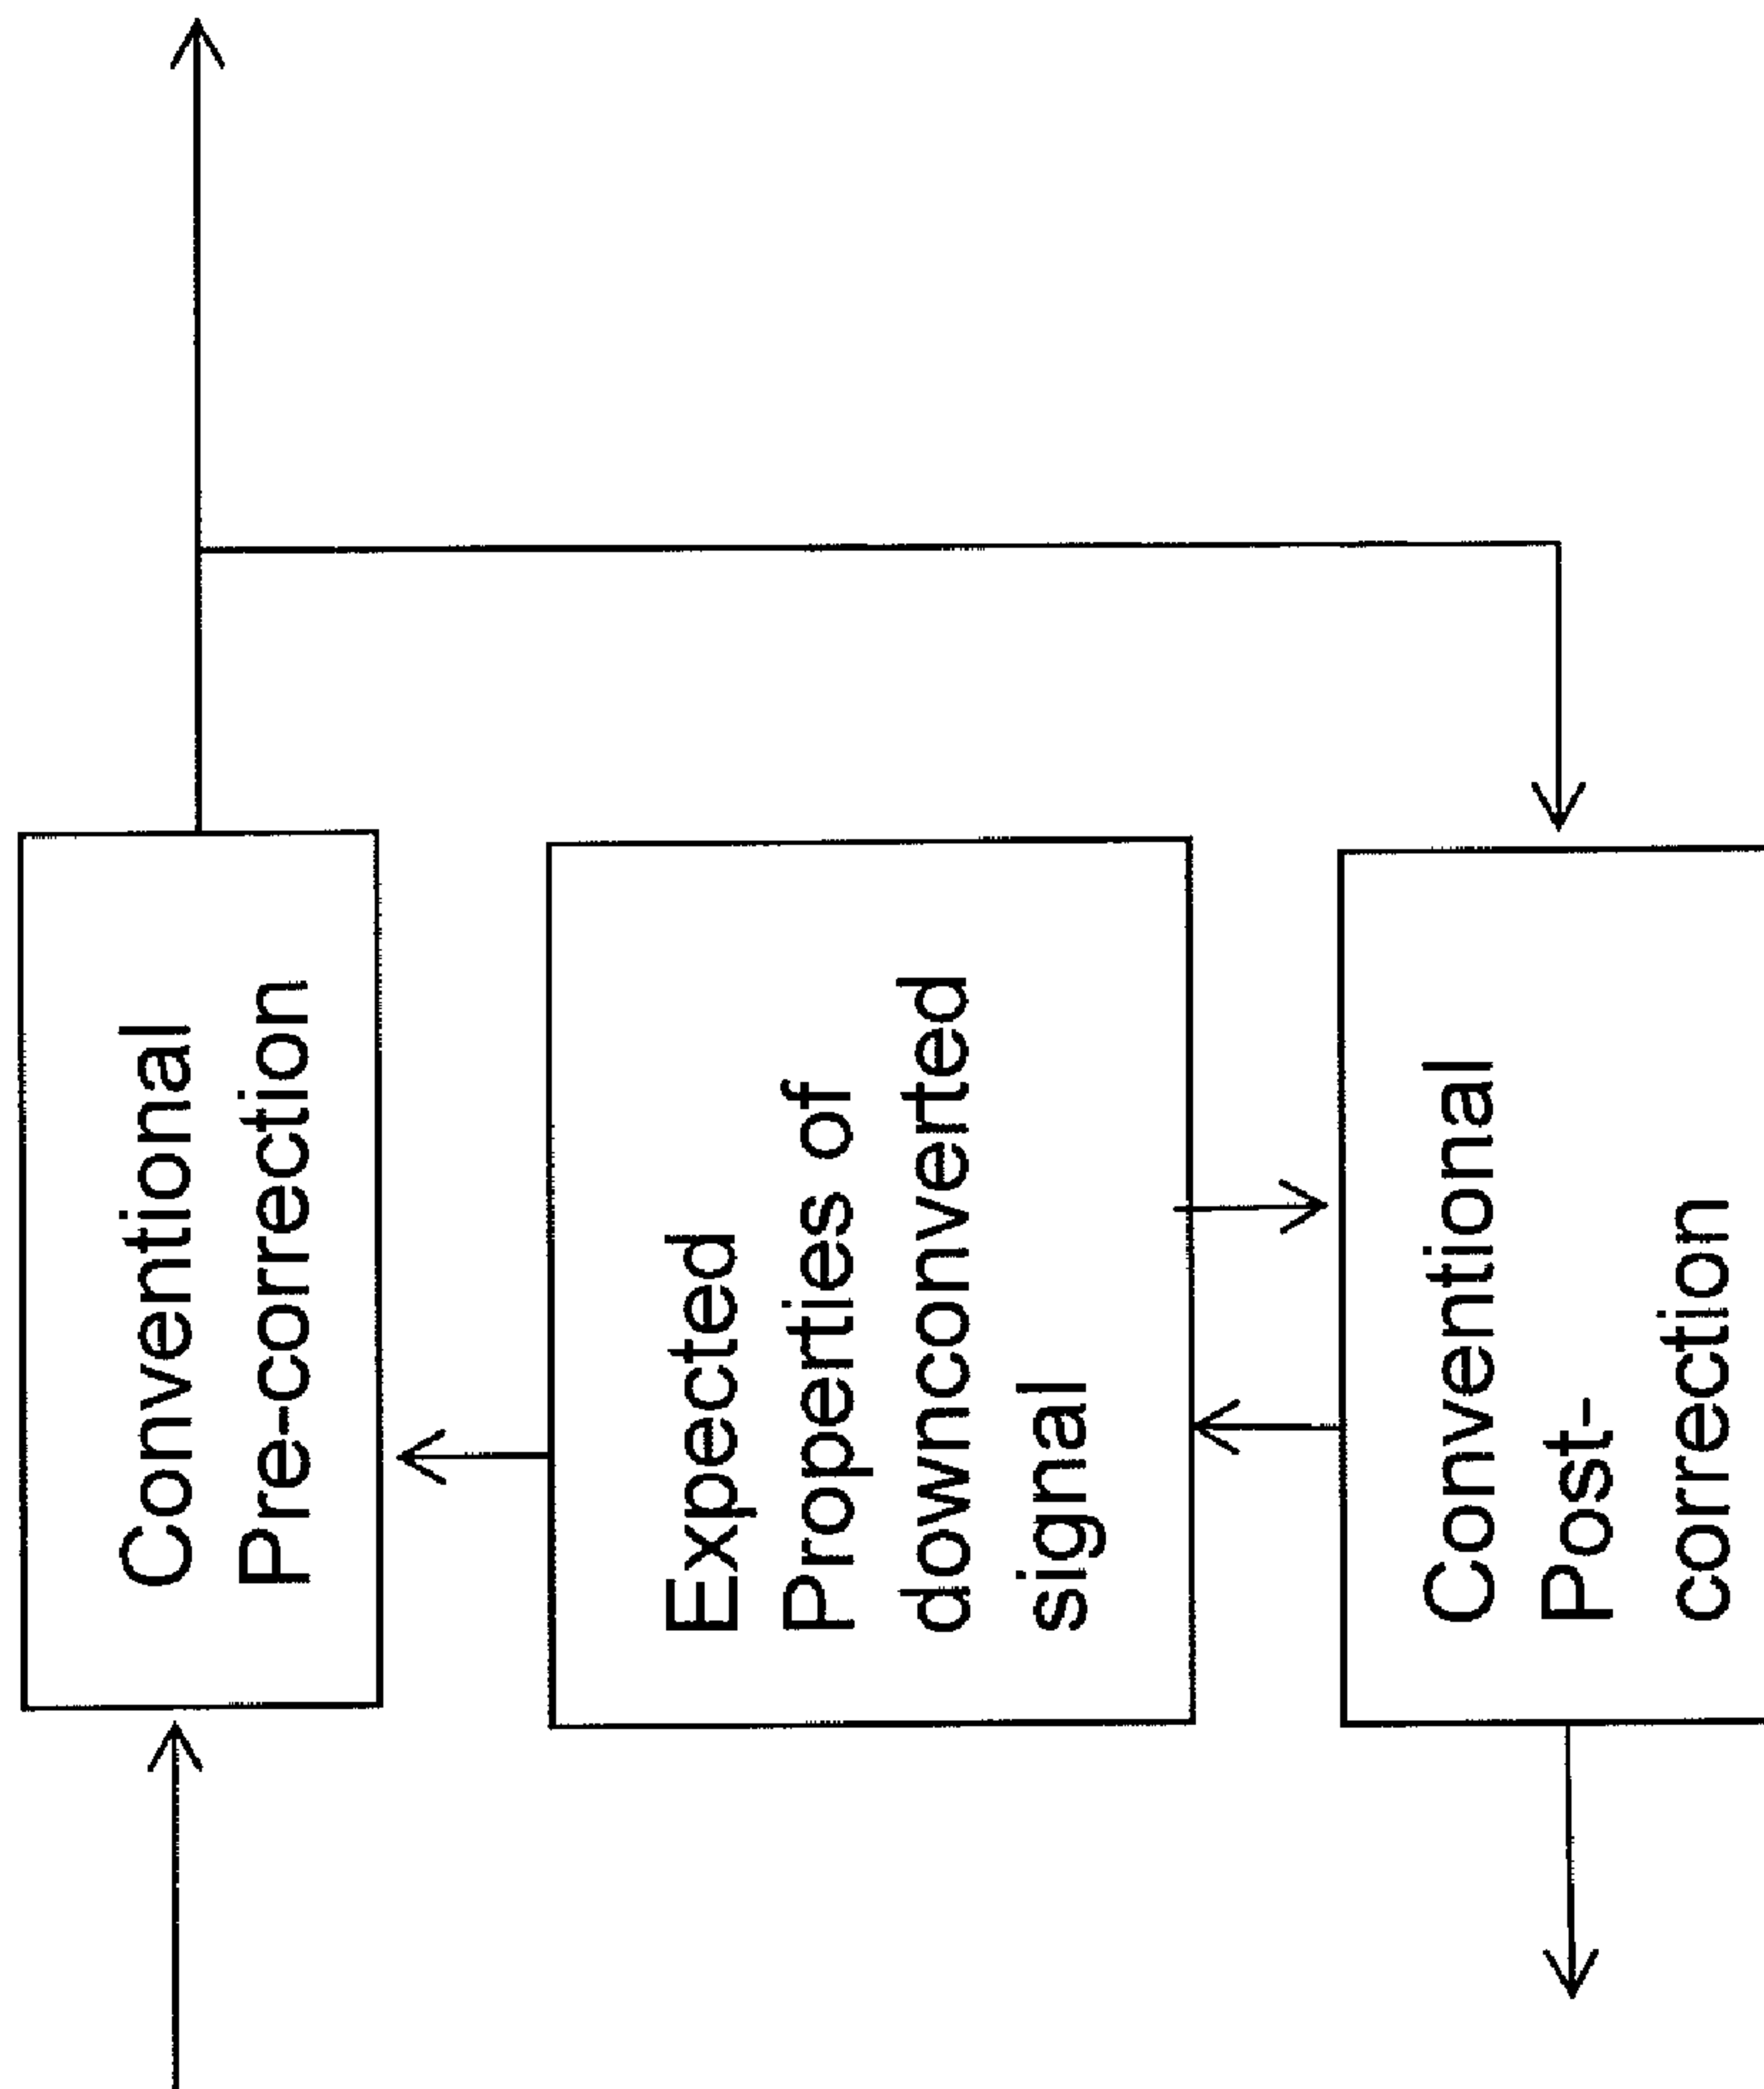 Conventional
Pre-correction
Expected
Properties of
downconverted
signal
Conventional
Post-
correction